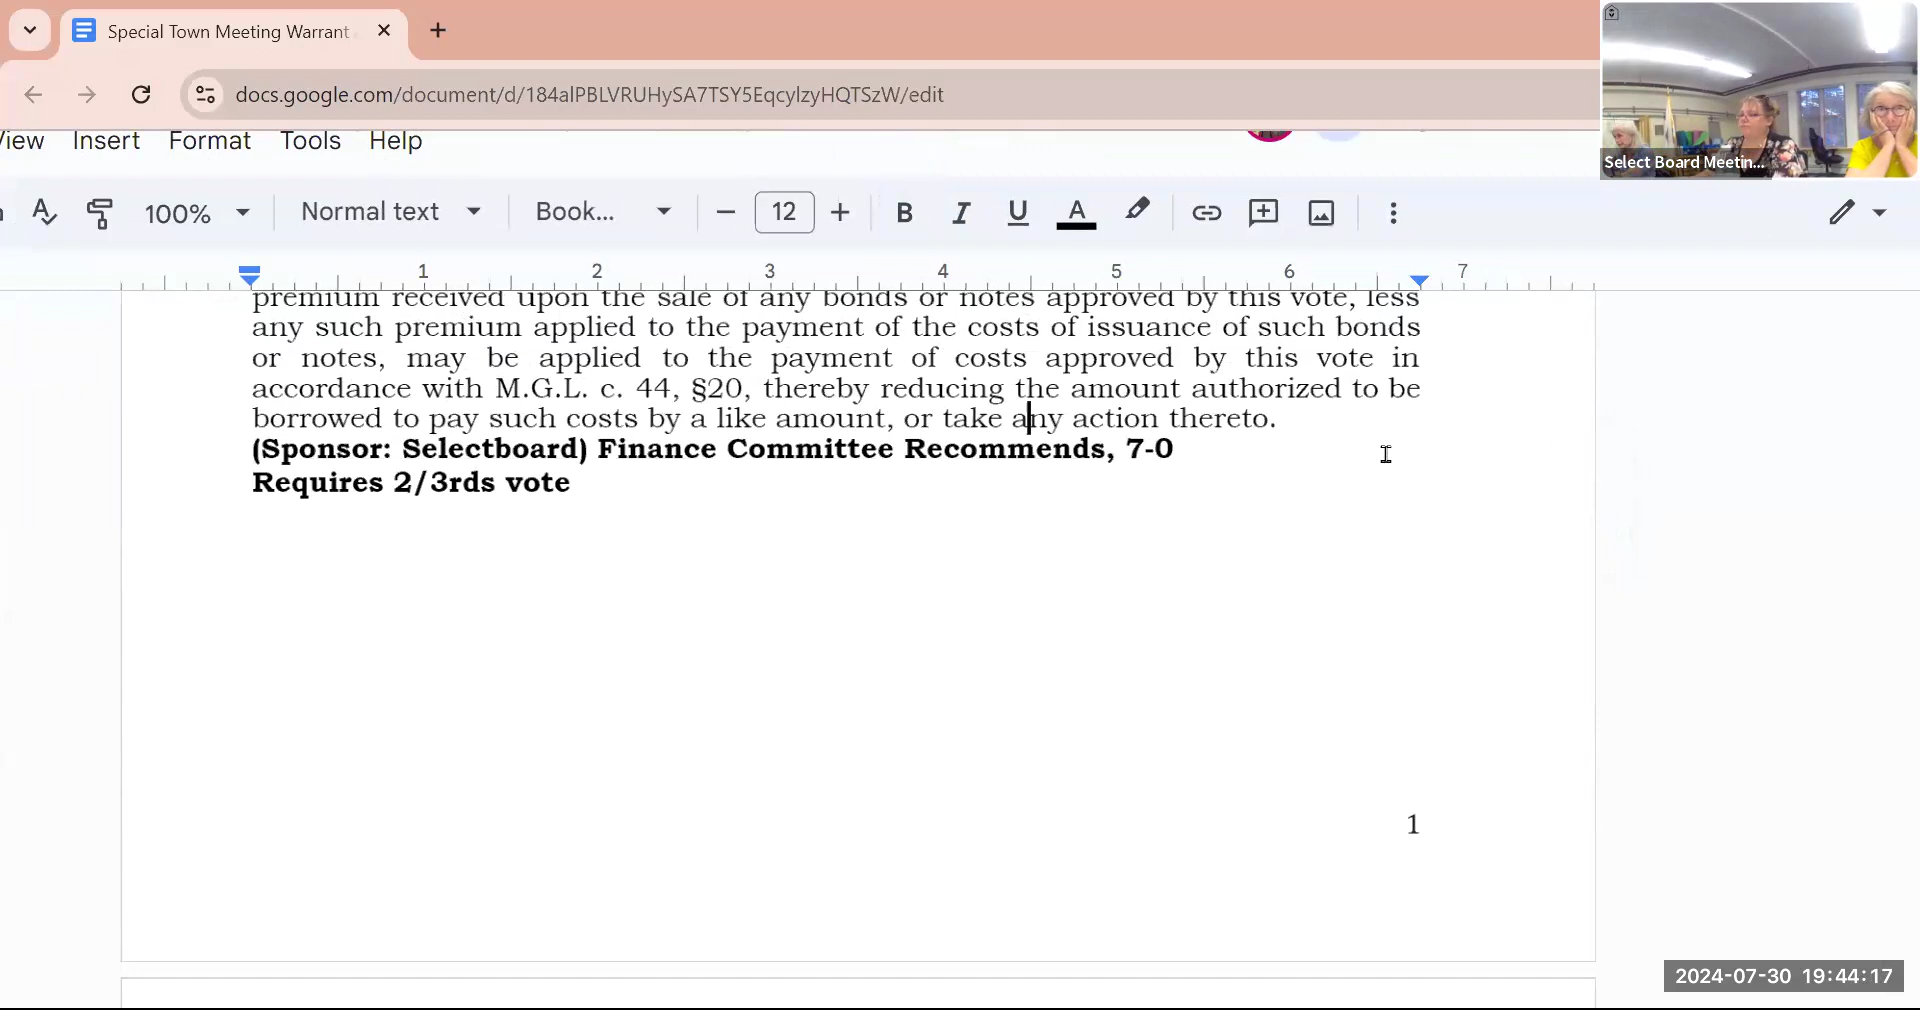 Special Town Meeting Warrant
docs.google.com/document/d/184alPBLVRUHySA7TSY5EqcylzyHQTSzW/edit
Select Board Meetin...
View Insert Format Tools Help
100% Normal text Book... 12 B I U A
1 2 3 4 5 6 7
premium received upon the sale of any bonds or notes approved by this vote, less
any such premium applied to the payment of the costs of issuance of such bonds
or notes, may be applied to the payment of costs approved by this vote in
accordance with M.G.L. c. 44, §20, thereby reducing the amount authorized to be
borrowed to pay such costs by a like amount, or take any action thereto.
(Sponsor: Selectboard) Finance Committee Recommends, 7-0
Requires 2/3rds vote
1
2024-07-30 19:44:17